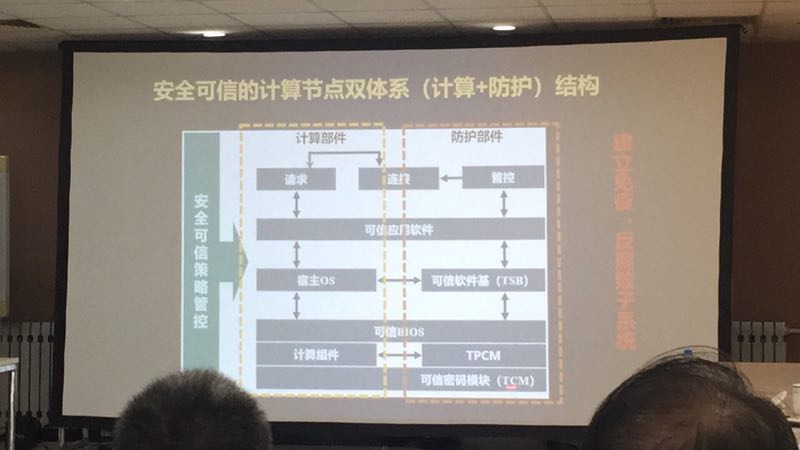 安全可信的计算节点双体系（计算+防护）结构
计算部件
防护部件
请求
连接
管控
可信应用软件
宿主OS
可信软件基（TSB）
可信BIOS
计算组件
TPCM
可信密码模块（TCM）
安全可信策略管控
建立免疫、反腐败子系统